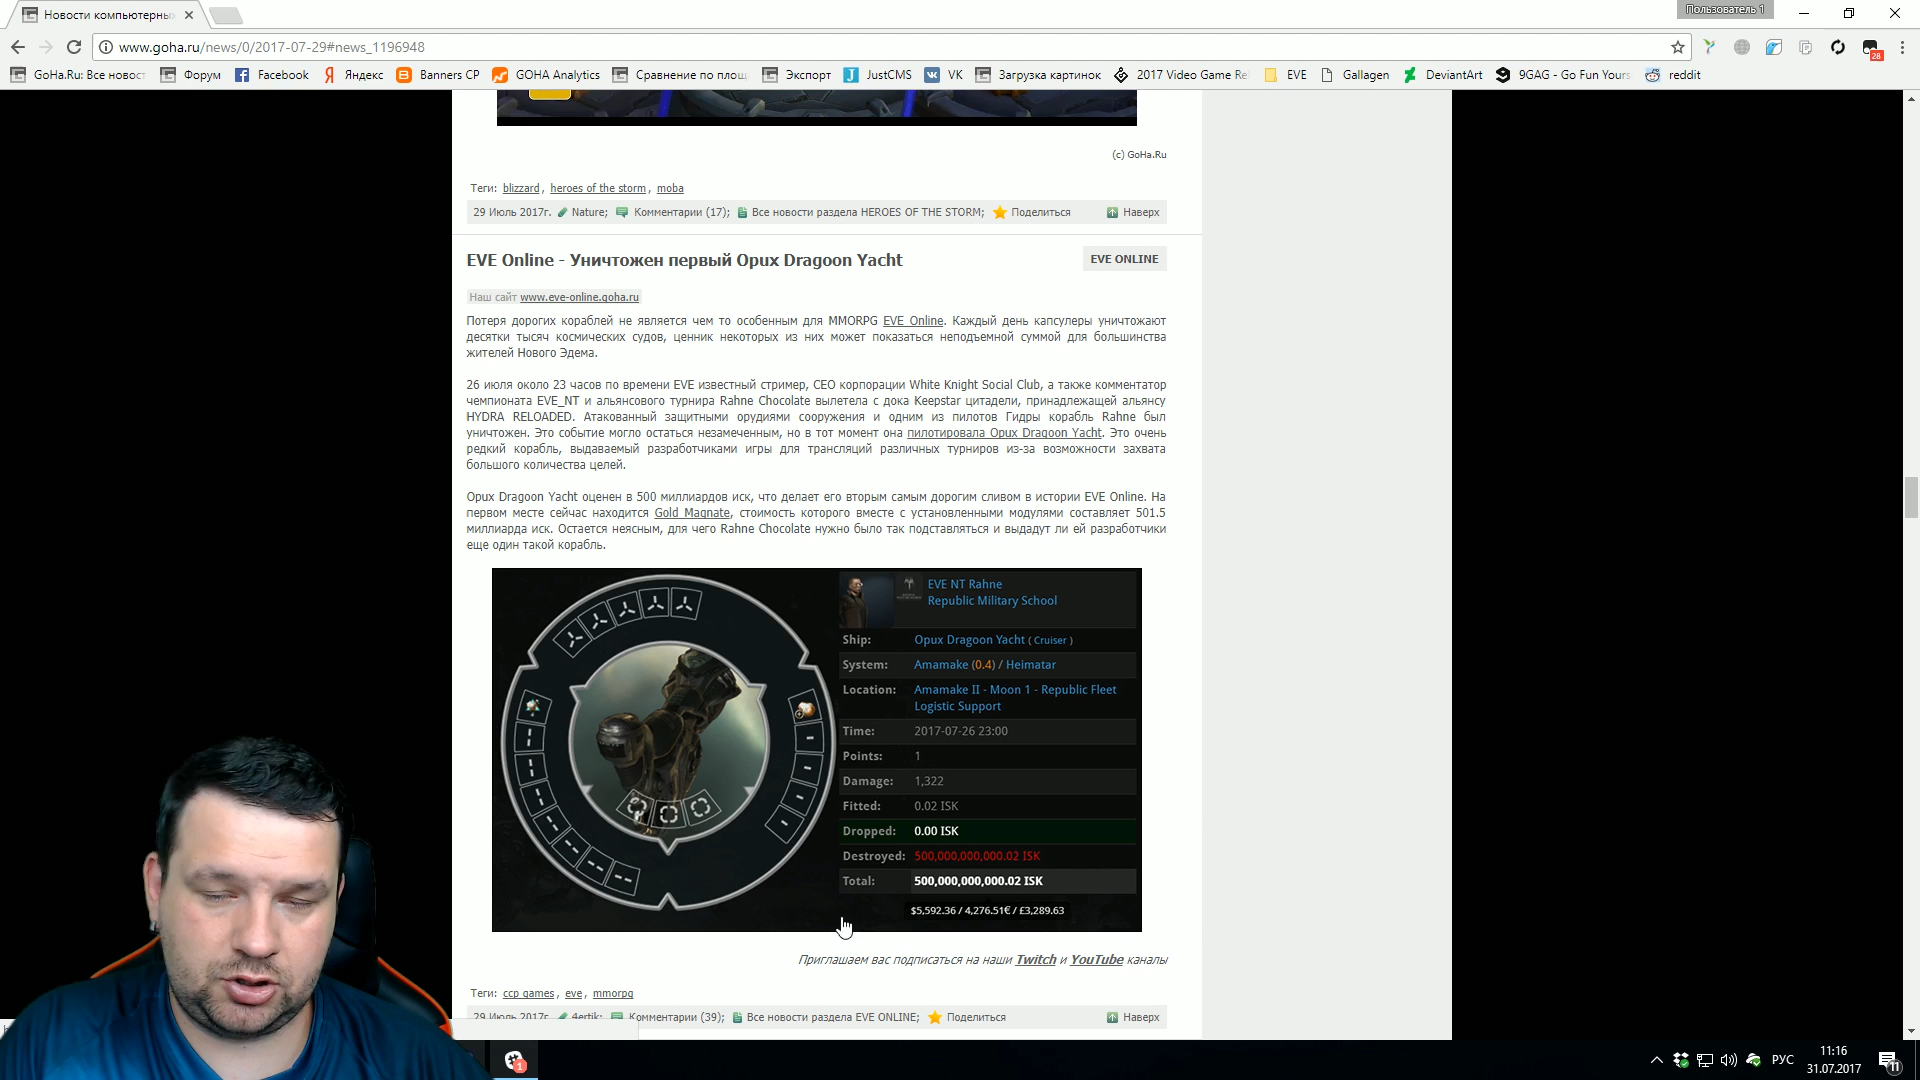 Новости компьютерны
Пользователь 1
www.goha.ru/news/0/2017-07-29#news_1196948
GoHa.Ru: Все новост
Форум
Facebook
Яндекс
Banners CP
GOHA Analytics
Сравнение по площ
Экспорт
JustCMS
VK
Загрузка картинок
2017 Video Game Rel
EVE
Gallagen
DeviantArt
9GAG - Go Fun Yours
reddit
28
(c) GoHa.Ru
Теги: blizzard, heroes of the storm, moba
29 Июль 2017г. Nature; Комментарии (17); Все новости раздела HEROES OF THE STORM; Поделиться Наверх
EVE Online - Уничтожен первый Opux Dragoon Yacht
EVE ONLINE
Наш сайт www.eve-online.goha.ru
Потеря дорогих кораблей не является чем то особенным для MMORPG EVE Online. Каждый день капсулеры уничтожают
десятки тысяч космических судов, ценник некоторых из них может показаться неподъемной суммой для большинства
жителей Нового Эдема.
26 июля около 23 часов по времени EVE известный стример, CEO корпорации White Knight Social Club, а также комментатор
чемпионата EVE_NT и альянсового турнира Rahne Chocolate вылетела с дока Keepstar цитадели, принадлежащей альянсу
HYDRA RELOADED. Атакованный защитными орудиями сооружения и одним из пилотов Гидры корабль Rahne был
уничтожен. Это событие могло остаться незамеченным, но в тот момент она пилотировала Opux Dragoon Yacht. Это очень
редкий корабль, выдаваемый разработчиками игры для трансляций различных турниров из-за возможности захвата
большого количества целей.
Opux Dragoon Yacht оценен в 500 миллиардов иск, что делает его вторым самым дорогим сливом в истории EVE Online. На
первом месте сейчас находится Gold Magnate, стоимость которого вместе с установленными модулями составляет 501.5
миллиарда иск. Остается неясным, для чего Rahne Chocolate нужно было так подставляться и выдадут ли ей разработчики
еще один такой корабль.
EVE NT Rahne
Republic Military School
Ship: Opux Dragoon Yacht ( Cruiser )
System: Amamake (0.4) / Heimatar
Location: Amamake II - Moon 1 - Republic Fleet
Logistic Support
Time: 2017-07-26 23:00
Points: 1
Damage: 1,322
Fitted: 0.02 ISK
Dropped: 0.00 ISK
Destroyed: 500,000,000,000.02 ISK
Total: 500,000,000,000.02 ISK
$5,592.36 / 4,276.51€ / £3,289.63
Приглашаем вас подписаться на наши Twitch и YouTube каналы
Теги: ccp games, eve, mmorpg
29 Июль 2017г. 4ertik; Комментарии (39); Все новости раздела EVE ONLINE; Поделиться Наверх
1
РУС
11:16
31.07.2017
11